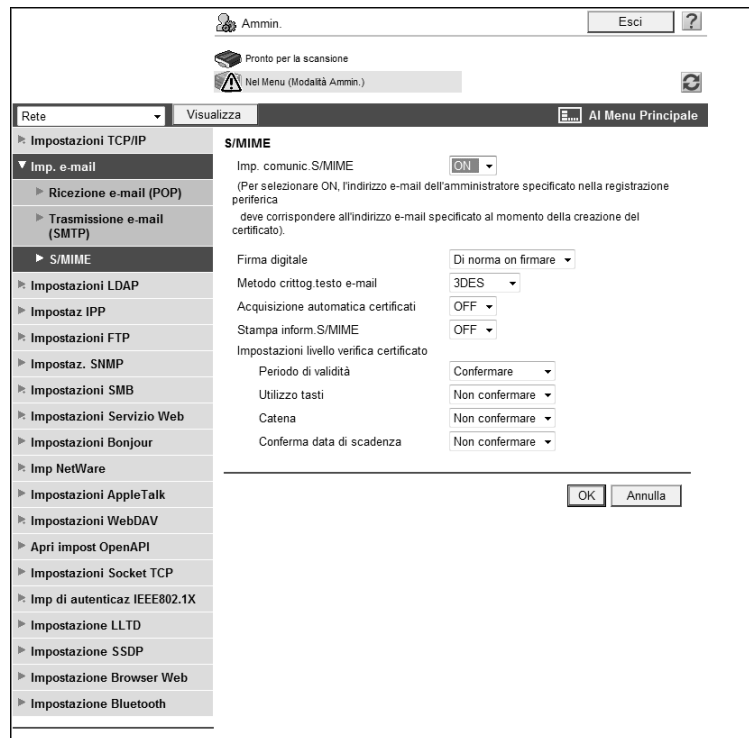 Ammin.
Esci
?
Pronto per la scansione
Nel Menu (Modalità Ammin.)
Rete
Visualizza
Al Menu Principale
Impostazioni TCP/IP
Imp. e-mail
Ricezione e-mail (POP)
Trasmissione e-mail
(SMTP)
S/MIME
Impostazioni LDAP
Impostaz IPP
Impostazioni FTP
Impostaz. SNMP
Impostazioni SMB
Impostazioni Servizio Web
Impostazioni Bonjour
Imp NetWare
Impostazioni AppleTalk
Impostazioni WebDAV
Apri impost OpenAPI
Impostazioni Socket TCP
Imp di autenticaz IEEE802.1X
Impostazione LLTD
Impostazione SSDP
Impostazione Browser Web
Impostazione Bluetooth
S/MIME
Imp. comunic.S/MIME ON
(Per selezionare ON, l'indirizzo e-mail dell'amministratore specificato nella registrazione
periferica
deve corrispondere all'indirizzo e-mail specificato al momento della creazione del
certificato).
Firma digitale Di norma on firmare
Metodo crittog.testo e-mail 3DES
Acquisizione automatica certificati OFF
Stampa inform.S/MIME OFF
Impostazioni livello verifica certificato
Periodo di validità Confermare
Utilizzo tasti Non confermare
Catena Non confermare
Conferma data di scadenza Non confermare
OK Annulla